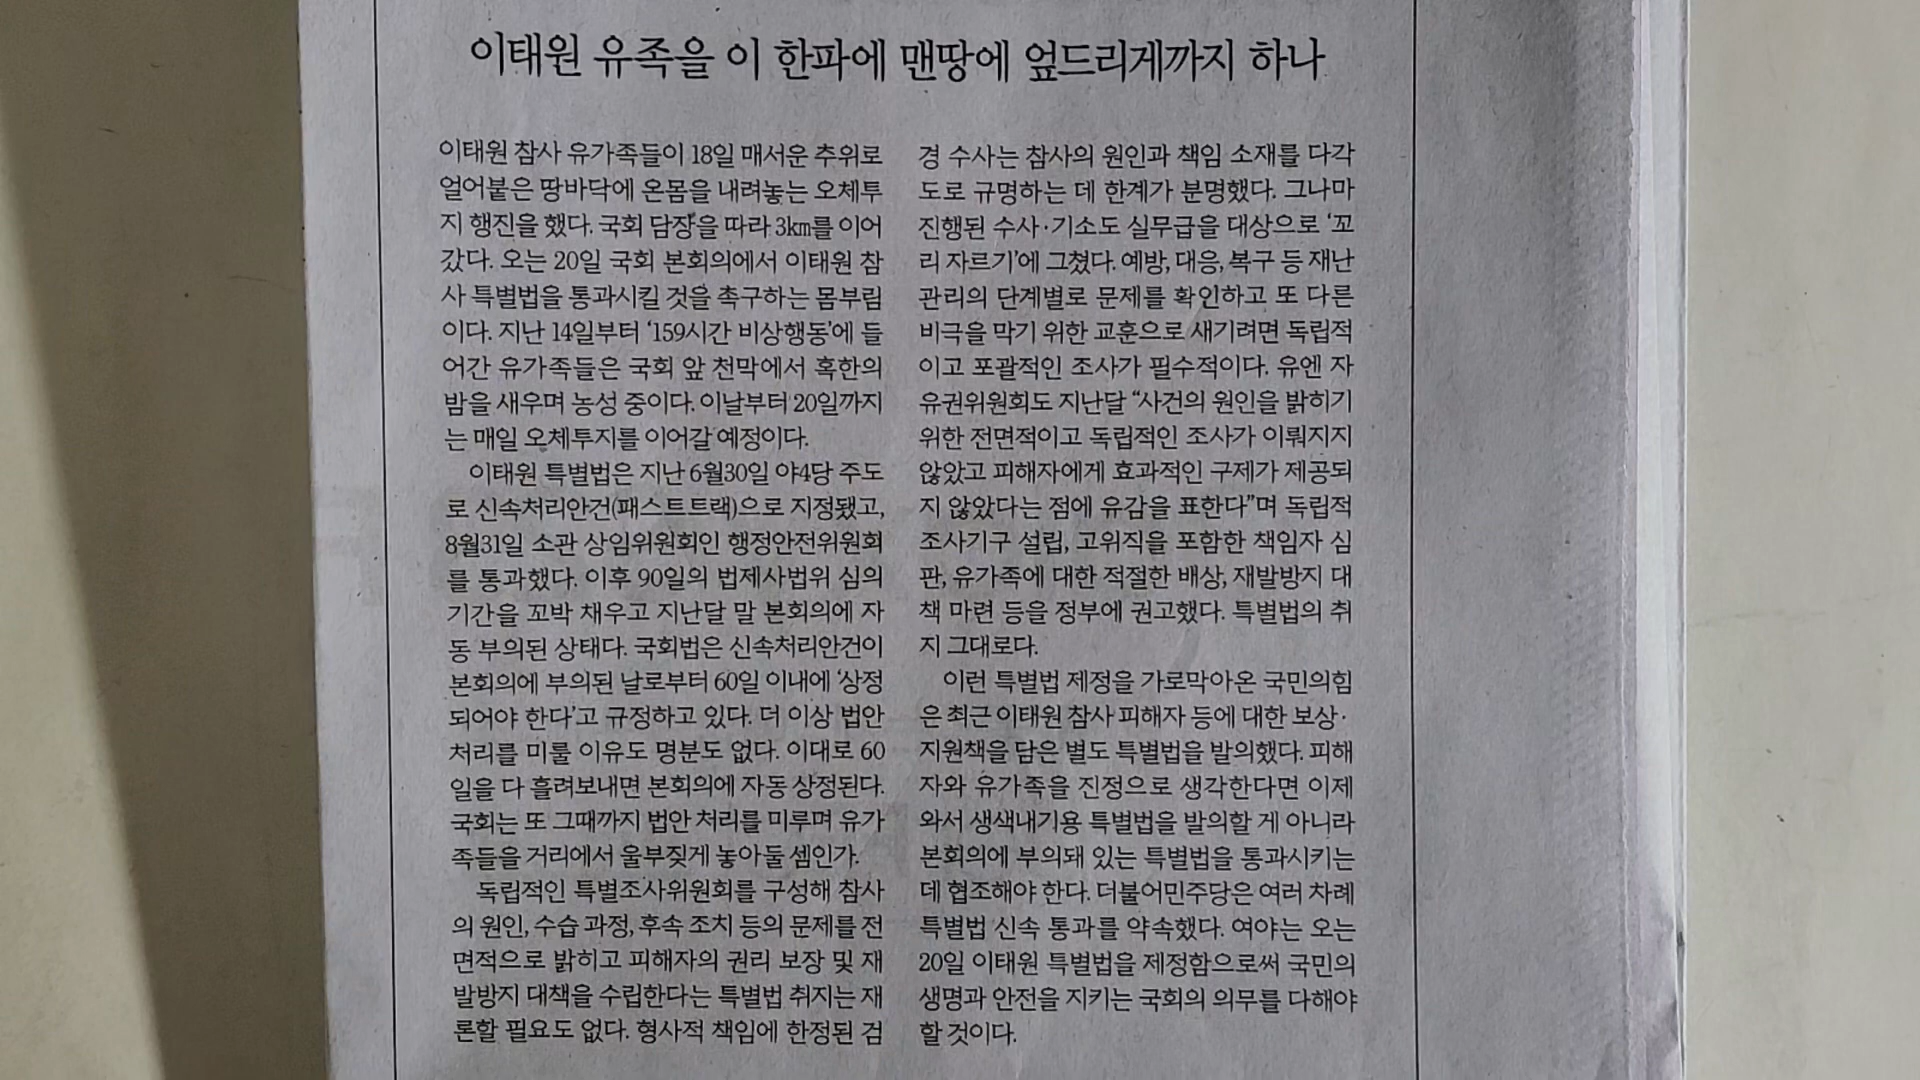 이태원 유족을 이 한파에 맨땅에 엎드리게까지 하나
이태원 참사 유가족들이 18일 매서운 추위로
얼어붙은 땅바닥에 온몸을 내려놓는 오체투
지 행진을 했다. 국회 담장을 따라 3㎞를 이어
갔다. 오는 20일 국회 본회의에서 이태원 참
사 특별법을 통과시킬 것을 촉구하는 몸부림
이다. 지난 14일부터 ‘159시간 비상행동’에 들
어간 유가족들은 국회 앞 천막에서 혹한의
밤을 새우며 농성 중이다. 이날부터 20일까지
는 매일 오체투지를 이어갈 예정이다.
이태원 특별법은 지난 6월30일 야4당 주도
로 신속처리안건(패스트트랙)으로 지정됐고,
8월31일 소관 상임위원회인 행정안전위원회
를 통과했다. 이후 90일의 법제사법위 심의
기간을 꼬박 채우고 지난달 말 본회의에 자
동 부의된 상태다. 국회법은 신속처리안건이
본회의에 부의된 날로부터 60일 이내에 ‘상정
되어야 한다’고 규정하고 있다. 더 이상 법안
처리를 미룰 이유도 명분도 없다. 이대로 60
일을 다 흘려보내면 본회의에 자동 상정된다.
국회는 또 그때까지 법안 처리를 미루며 유가
족들을 거리에서 울부짖게 놓아둘 셈인가.
독립적인 특별조사위원회를 구성해 참사
의 원인, 수습 과정, 후속 조치 등의 문제를 전
면적으로 밝히고 피해자의 권리 보장 및 재
발방지 대책을 수립한다는 특별법 취지는 재
론할 필요도 없다. 형사적 책임에 한정된 검
경 수사는 참사의 원인과 책임 소재를 다각
도로 규명하는 데 한계가 분명했다. 그나마
진행된 수사·기소도 실무급을 대상으로 ‘꼬
리 자르기’에 그쳤다. 예방, 대응, 복구 등 재난
관리의 단계별로 문제를 확인하고 또 다른
비극을 막기 위한 교훈으로 새기려면 독립적
이고 포괄적인 조사가 필수적이다. 유엔 자
유권위원회도 지난달 “사건의 원인을 밝히기
위한 전면적이고 독립적인 조사가 이뤄지지
않았고 피해자에게 효과적인 구제가 제공되
지 않았다는 점에 유감을 표한다”며 독립적
조사기구 설립, 고위직을 포함한 책임자 심
판, 유가족에 대한 적절한 배상, 재발방지 대
책 마련 등을 정부에 권고했다. 특별법의 취
지 그대로다.
이런 특별법 제정을 가로막아온 국민의힘
은 최근 이태원 참사 피해자 등에 대한 보상·
지원책을 담은 별도 특별법을 발의했다. 피해
자와 유가족을 진정으로 생각한다면 이제
와서 생색내기용 특별법을 발의할 게 아니라
본회의에 부의돼 있는 특별법을 통과시키는
데 협조해야 한다. 더불어민주당은 여러 차례
특별법 신속 통과를 약속했다. 여야는 오는
20일 이태원 특별법을 제정함으로써 국민의
생명과 안전을 지키는 국회의 의무를 다해야
할 것이다.